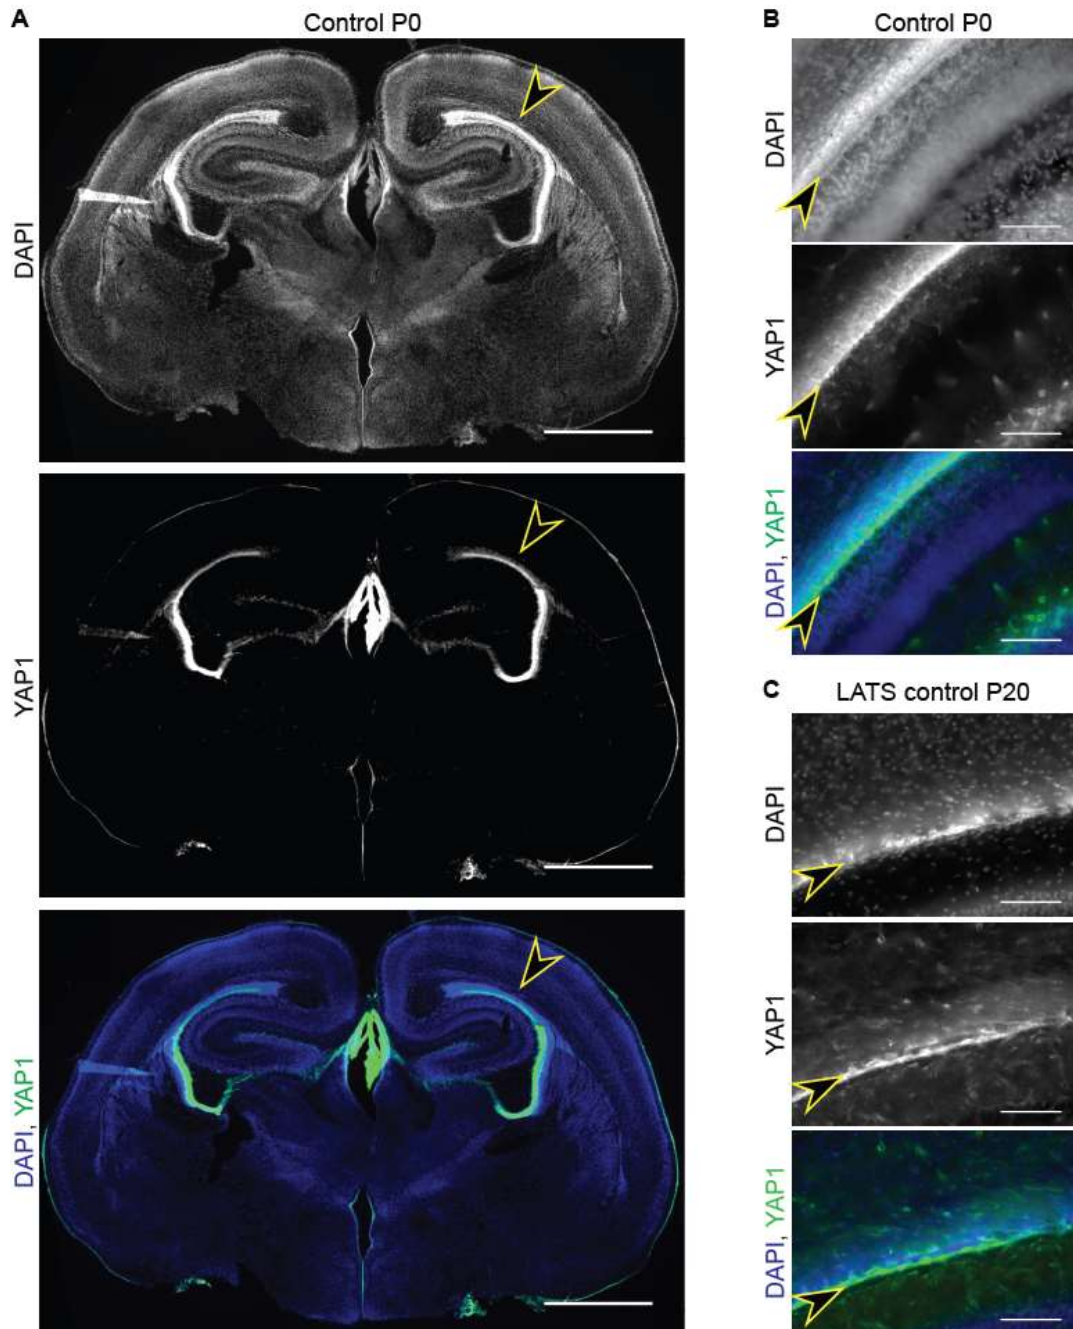 A
Control P0
DAPI
YAP1
DAPI, YAP1
B
Control P0
DAPI
YAP1
DAPI, YAP1
C
LATS control P20
DAPI
YAP1
DAPI, YAP1